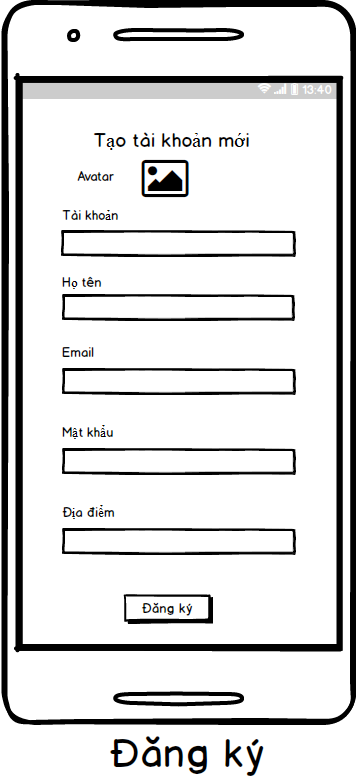 13:40
Tạo tài khoản mới
Avatar
Tài khoản
Họ tên
Email
Mật khẩu
Địa điểm
Đăng ký
Đăng ký